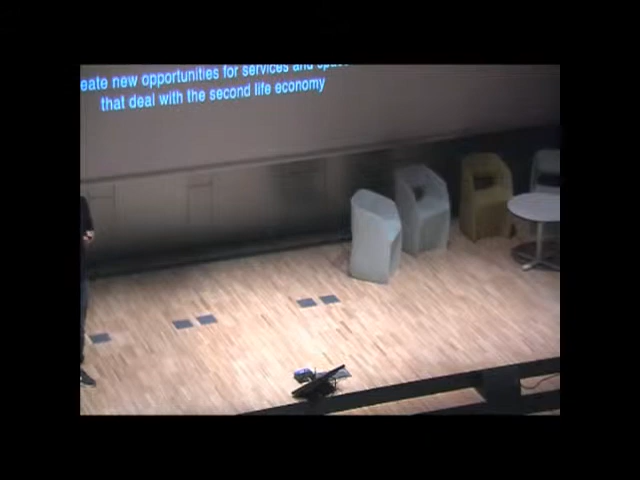 eate new opportunities for services and
that deal with the second life economy